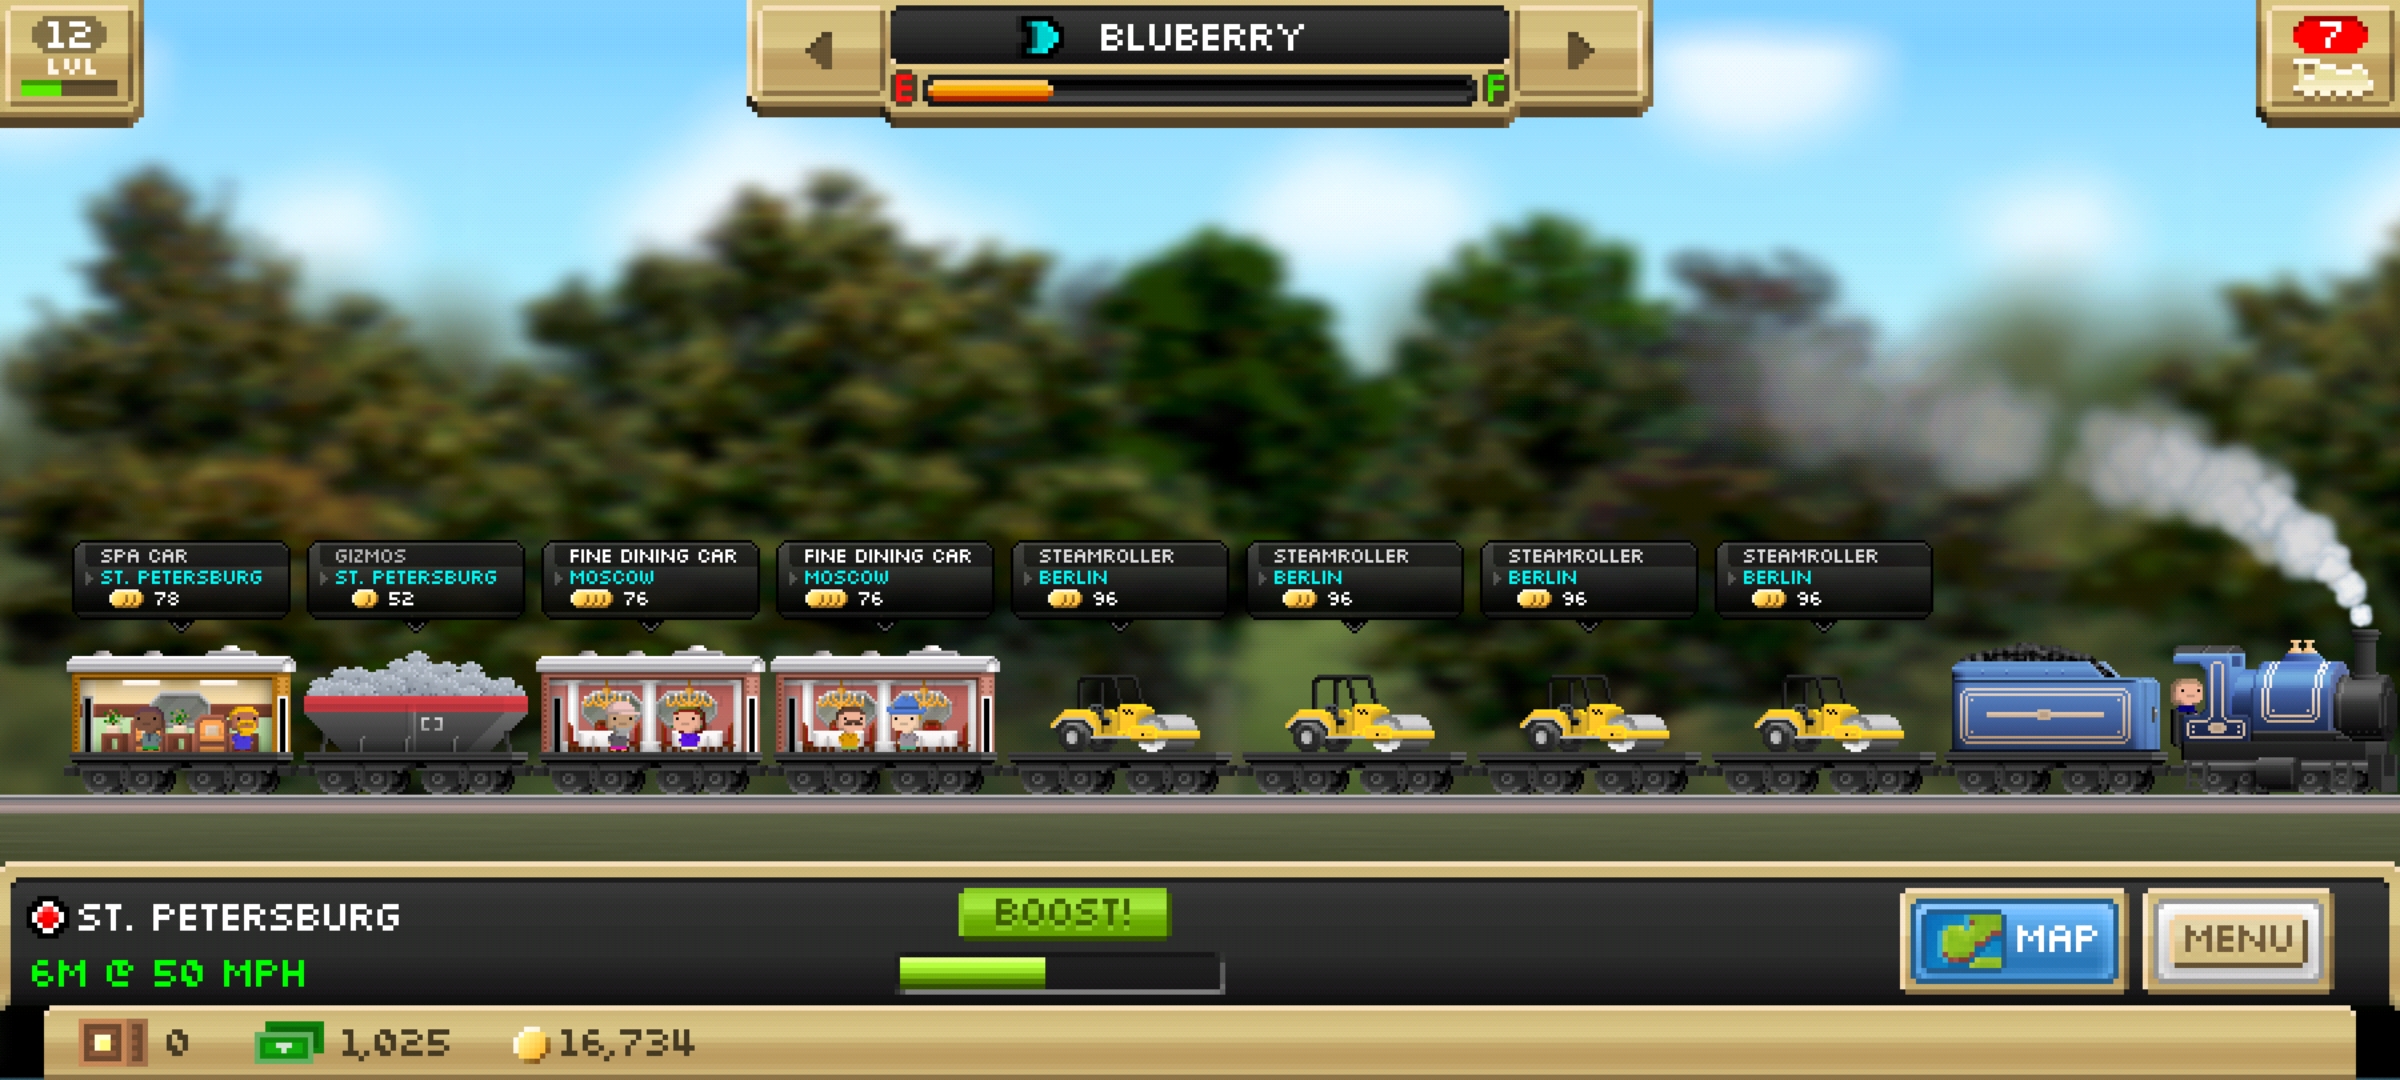 12
LVL
BLUBERRY
E F
7
SPA CAR
ST. PETERSBURG
78
GIZMOS
ST. PETERSBURG
52
FINE DINING CAR
MOSCOW
76
FINE DINING CAR
MOSCOW
76
STEAMROLLER
BERLIN
96
STEAMROLLER
BERLIN
96
STEAMROLLER
BERLIN
96
STEAMROLLER
BERLIN
96
ST. PETERSBURG
6M @ 50 MPH
BOOST!
MAP
MENU
0
1,025
16,734